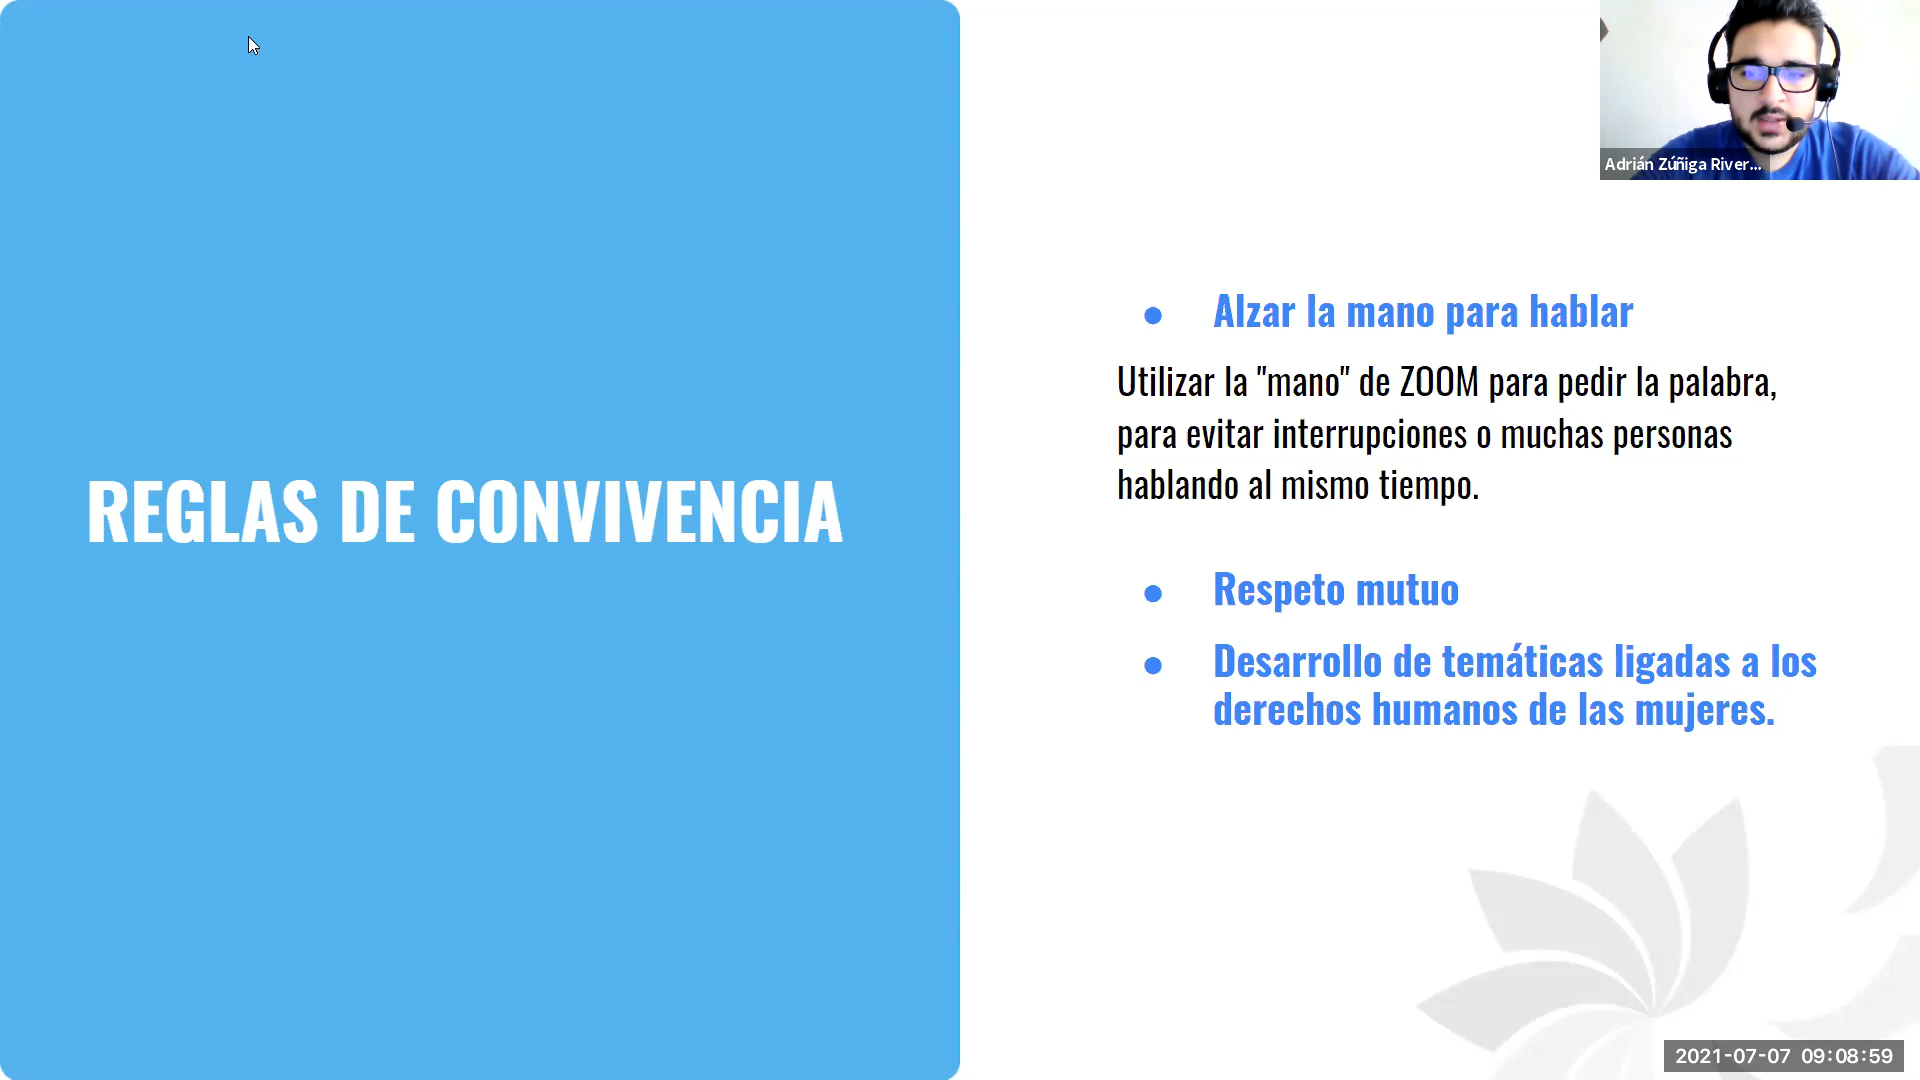 REGLAS DE CONVIVENCIA
Adrián Zúñiga River...
● Alzar la mano para hablar
Utilizar la "mano" de ZOOM para pedir la palabra,
para evitar interrupciones o muchas personas
hablando al mismo tiempo.
● Respeto mutuo
● Desarrollo de temáticas ligadas a los
derechos humanos de las mujeres.
2021-07-07 09:08:59